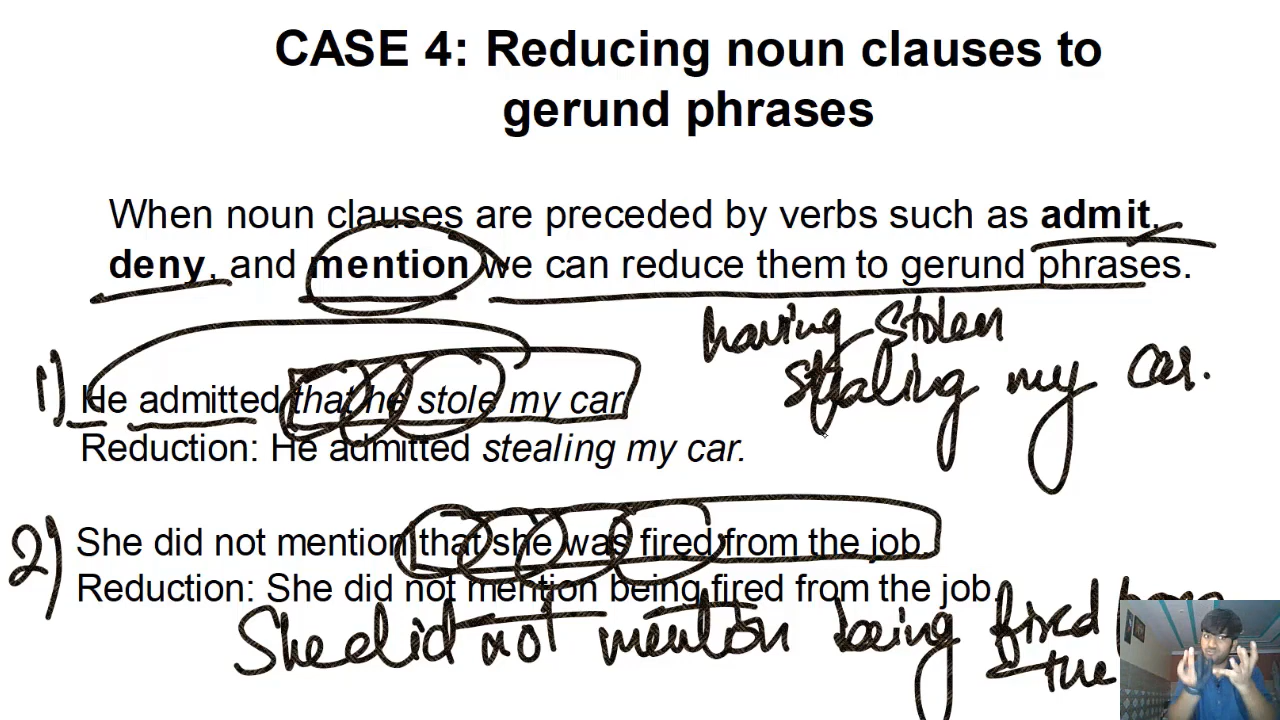 CASE 4: Reducing noun clauses to
gerund phrases
When noun clauses are preceded by verbs such as admit,
deny, and mention we can reduce them to gerund phrases.
having stolen
stealing my car.
1) He admitted that he stole my car
Reduction: He admitted stealing my car.
2) She did not mention that she was fired from the job.
Reduction: She did not mention being fired from the job.
She did not mention being fired from
the